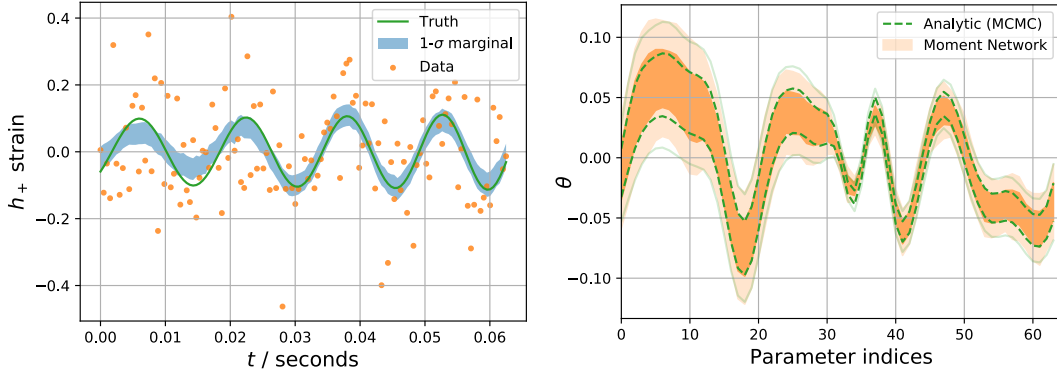 0.4
0.2
0.0
−0.2
−0.4
h₊ strain
Truth
1-σ marginal
Data
0.00
0.01
0.02
0.03
0.04
0.05
0.06
t / seconds
0.10
0.05
0.00
−0.05
−0.10
θ
Analytic (MCMC)
Moment Network
0
10
20
30
40
50
60
Parameter indices